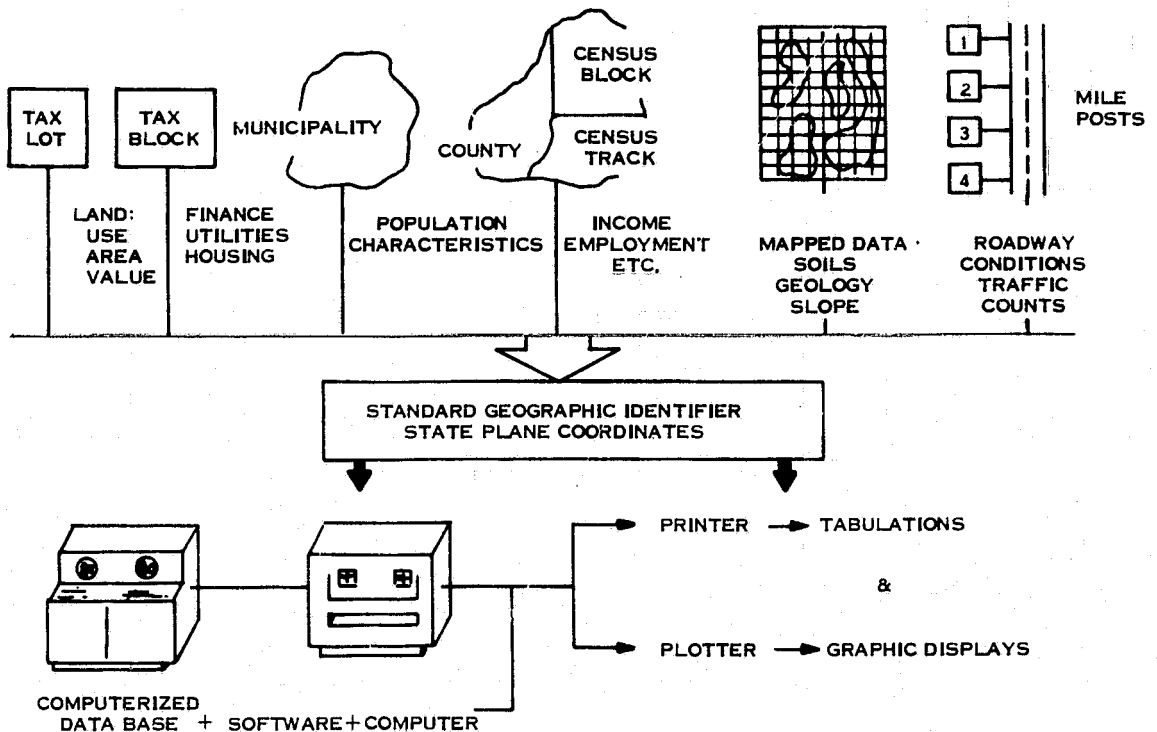 TAX
LOT
TAX
BLOCK
MUNICIPALITY
COUNTY
CENSUS
BLOCK
CENSUS
TRACK
1
2
3
4
MILE
POSTS
LAND:
USE
AREA
VALUE
FINANCE
UTILITIES
HOUSING
POPULATION
CHARACTERISTICS
INCOME
EMPLOYMENT
ETC.
MAPPED DATA
SOILS
GEOLOGY
SLOPE
ROADWAY
CONDITIONS
TRAFFIC
COUNTS
STANDARD GEOGRAPHIC IDENTIFIER
STATE PLANE COORDINATES
PRINTER
TABULATIONS
&
PLOTTER
GRAPHIC DISPLAYS
COMPUTERIZED
DATA BASE + SOFTWARE+COMPUTER